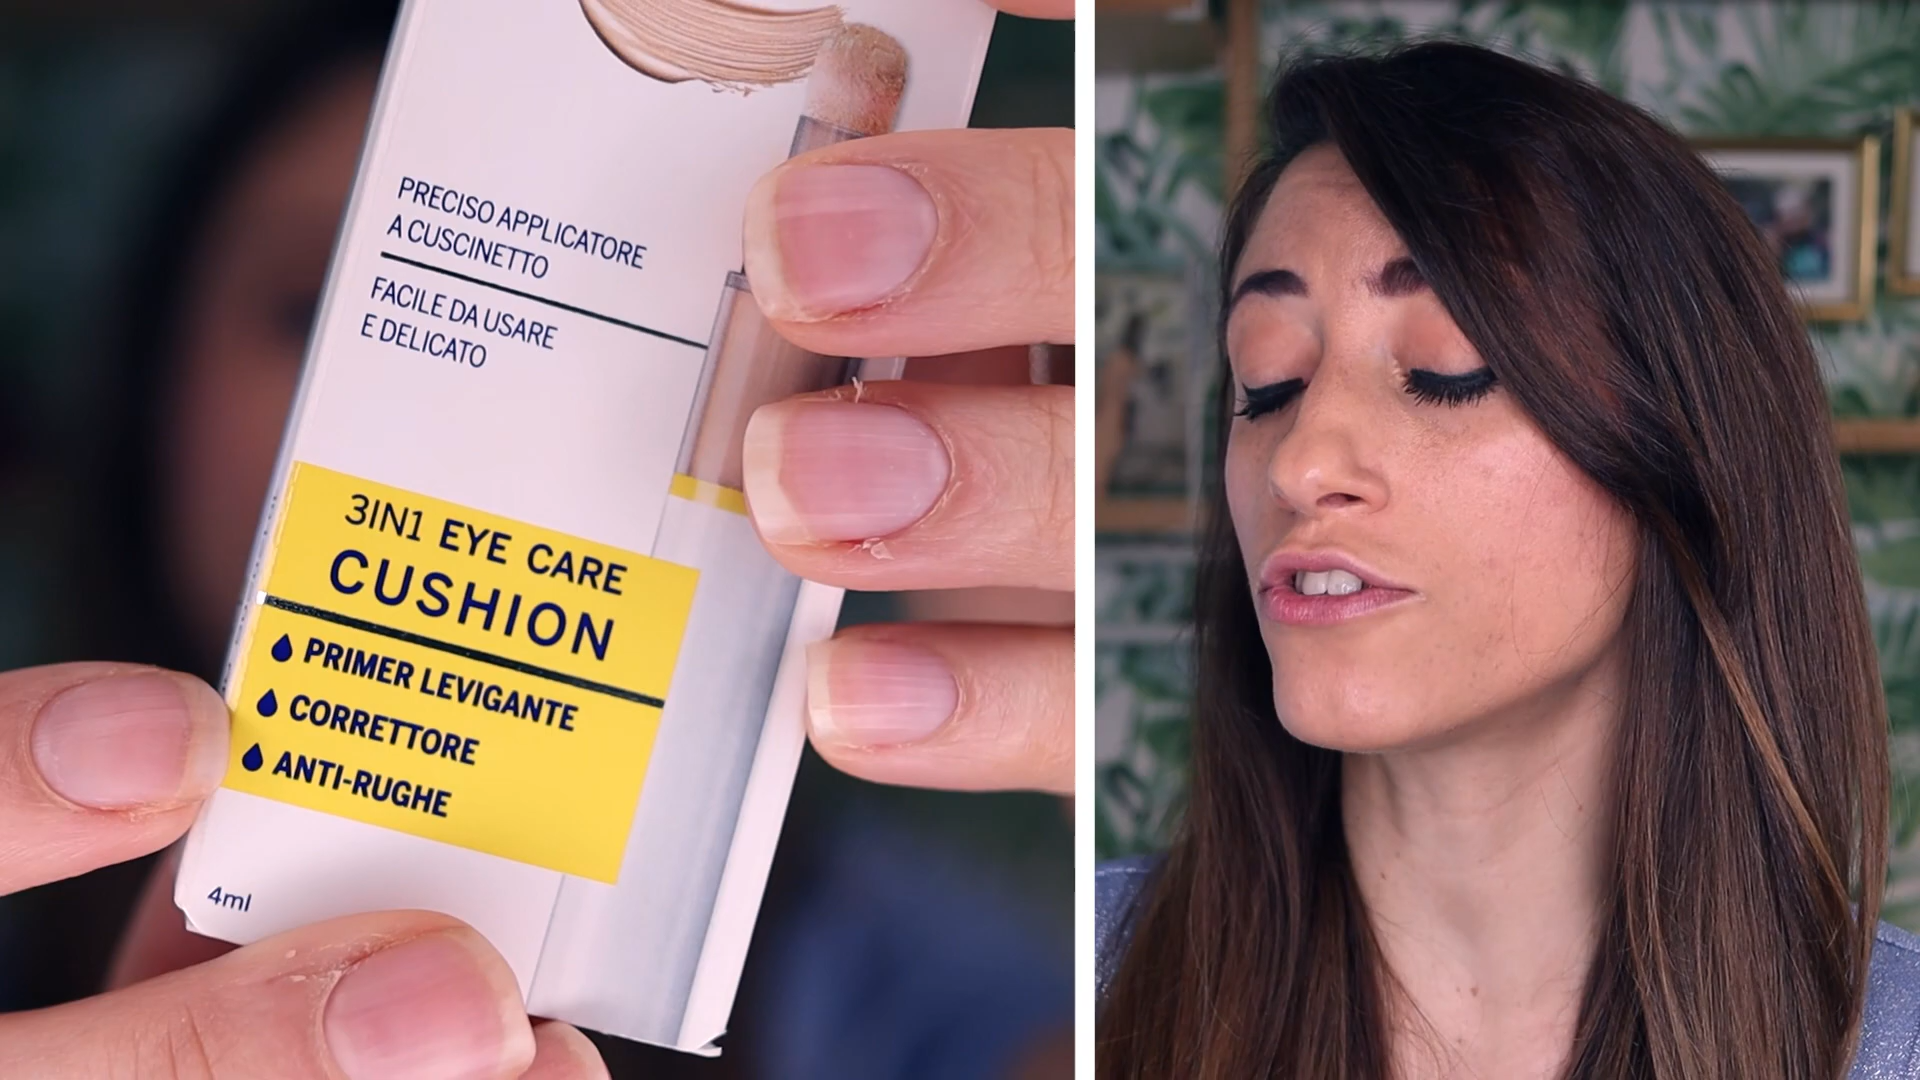 PRECISO APPLICATORE
A CUSCINETTO
FACILE DA USARE
E DELICATO
3IN1 EYE CARE
CUSHION
PRIMER LEVIGANTE
CORRETTORE
ANTI-RUGHE
4ml